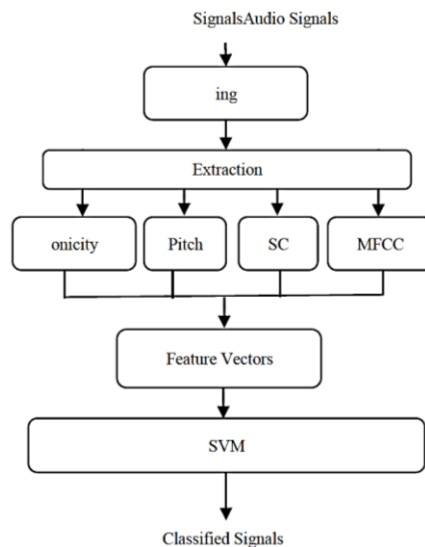 SignalsAudio Signals
ing
Extraction
onicity
Pitch
SC
MFCC
Feature Vectors
SVM
Classified Signals